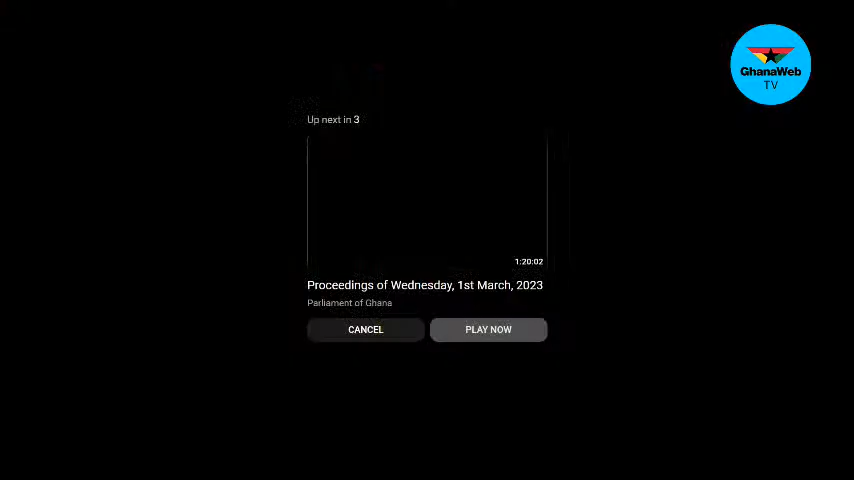 GhanaWeb
TV
Up next in 3
1:20:02
Proceedings of Wednesday, 1st March, 2023
Parliament of Ghana
CANCEL
PLAY NOW